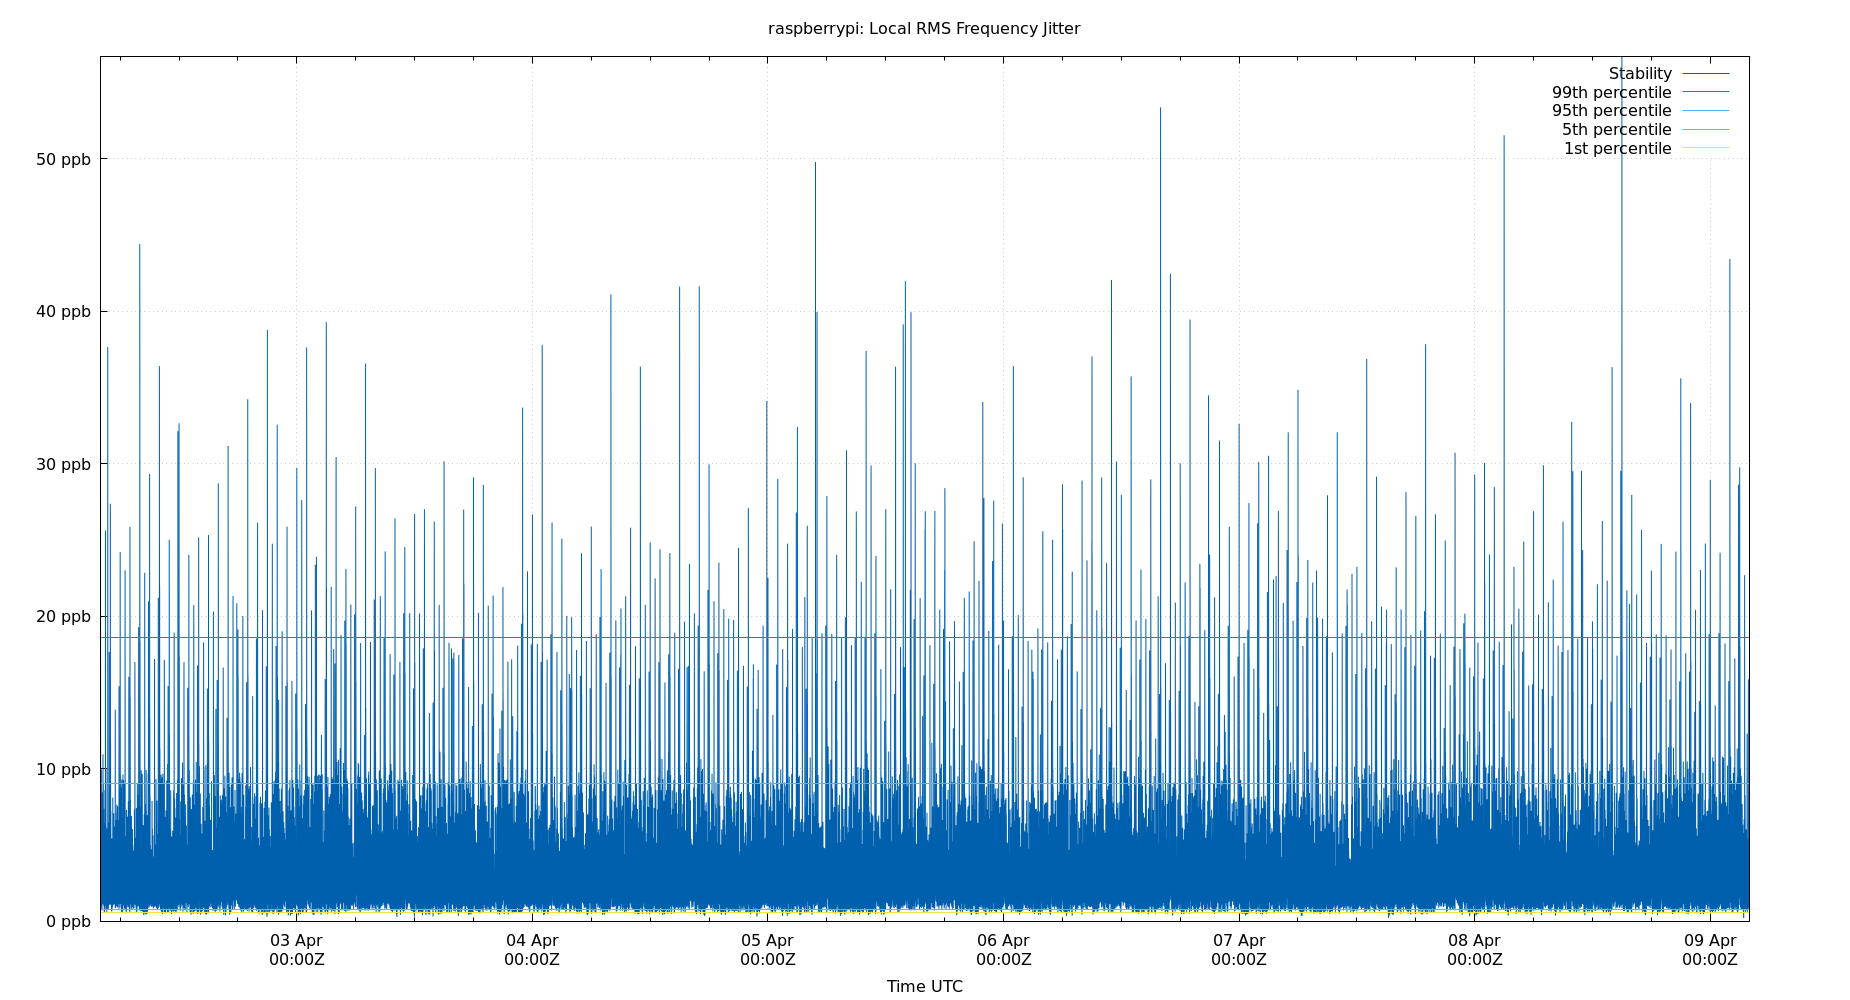 raspberrypi: Local RMS Frequency Jitter
Stability
99th percentile
95th percentile
5th percentile
1st percentile
50 ppb
40 ppb
30 ppb
20 ppb
10 ppb
0 ppb
03 Apr 04 Apr 05 Apr 06 Apr 07 Apr 08 Apr 09 Apr
00:00Z 00:00Z 00:00Z 00:00Z 00:00Z 00:00Z 00:00Z
Time UTC